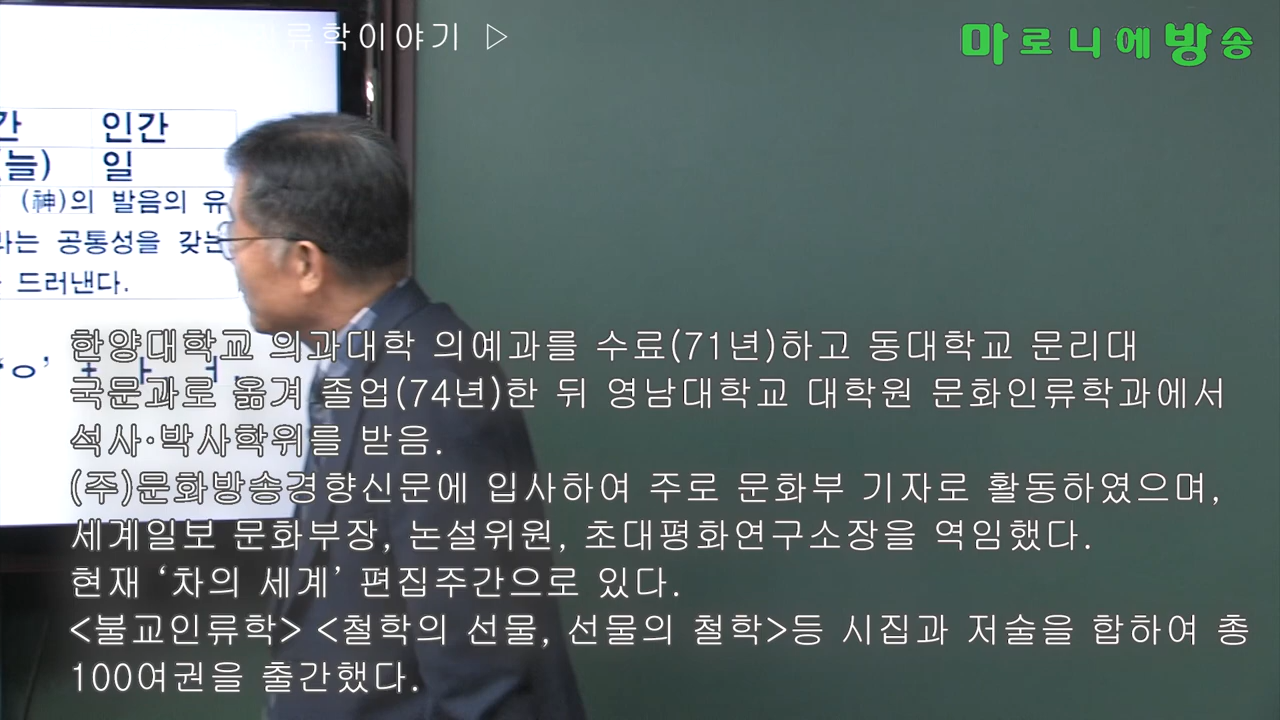 인류학이야기 ▷
마로니에방송
간 인간
(늘) 일
(神)의 발음의 유
라는 공통성을 갖는
드러낸다.
‘ㅇ’
한양대학교 의과대학 의예과를 수료(71년)하고 동대학교 문리대
국문과로 옮겨 졸업(74년)한 뒤 영남대학교 대학원 문화인류학과에서
석사·박사학위를 받음.
(주)문화방송경향신문에 입사하여 주로 문화부 기자로 활동하였으며,
세계일보 문화부장, 논설위원, 초대평화연구소장을 역임했다.
현재 ‘차의 세계’ 편집주간으로 있다.
<불교인류학> <철학의 선물, 선물의 철학>등 시집과 저술을 합하여 총
100여권을 출간했다.